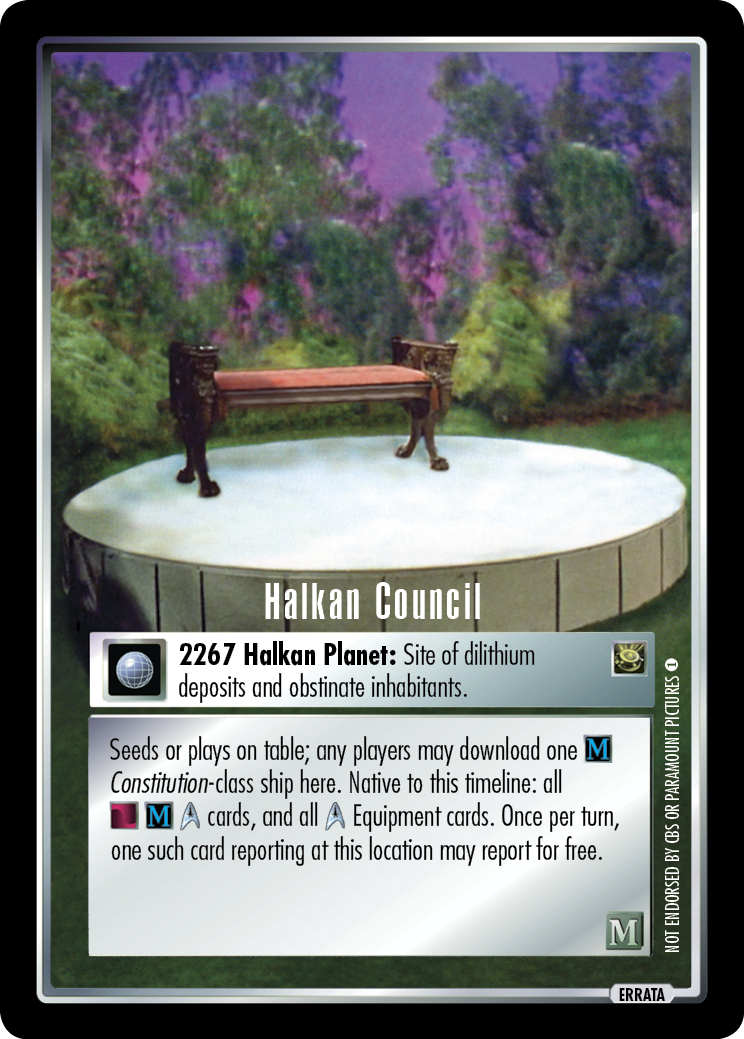 Halkan Council
2267 Halkan Planet: Site of dilithium
deposits and obstinate inhabitants.
Seeds or plays on table; any players may download one M
Constitution-class ship here. Native to this timeline: all
M cards, and all Equipment cards. Once per turn,
one such card reporting at this location may report for free.
M
NOT ENDORSED BY CBS OR PARAMOUNT PICTURES 1
ERRATA